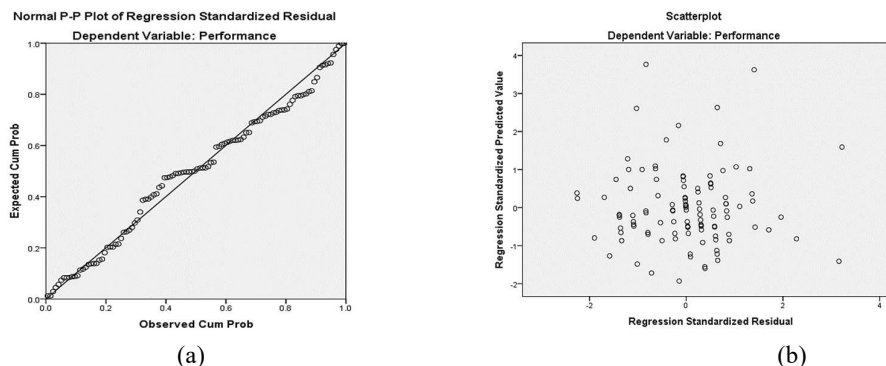 Normal P-P Plot of Regression Standardized Residual
Dependent Variable: Performance
Expected Cum Prob
1.0
0.8
0.6
0.4
0.2
0.0
0.0 0.2 0.4 0.6 0.8 1.0
Observed Cum Prob
(a)
Scatterplot
Dependent Variable: Performance
Regression Standardized Predicted Value
4
3
2
1
0
-1
-2
-2 0 2 4
Regression Standardized Residual
(b)